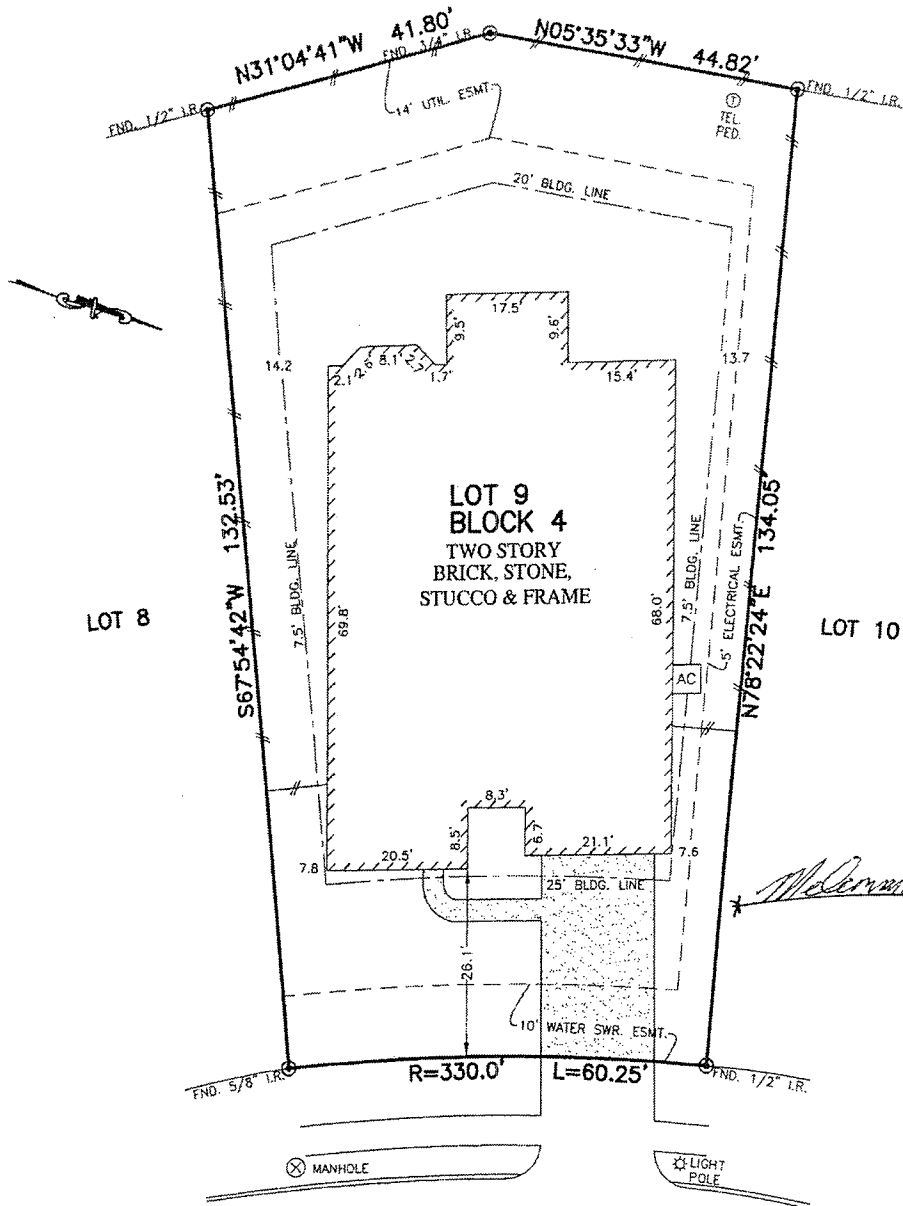 N31°04'41"W 41.80'
N05°35'33"W 44.82'
FND. 3/4" I.R.
FND. 1/2" I.R.
FND. 1/2" I.R.
14' UTIL. ESMT.
T
TEL.
PED.
20' BLDG. LINE
17.5'
9.5'
9.6'
2.1'
2.6'
8.1'
2.7'
1.7'
15.4'
14.2
13.7
LOT 9
BLOCK 4
TWO STORY
BRICK, STONE,
STUCCO & FRAME
69.8'
68.0'
7.5' BLDG. LINE
7.5' BLDG. LINE
5' ELECTRICAL ESMT.
S67°54'42"W 132.53'
N78°22'24"E 134.05'
LOT 8
LOT 10
AC
8.3'
8.5'
6.7
20.5'
21.1'
7.8
7.6
25' BLDG. LINE
26.1'
10' WATER SWR. ESMT.
R=330.0' L=60.25'
FND. 5/8" I.R.
FND. 1/2" I.R.
MANHOLE
LIGHT
POLE